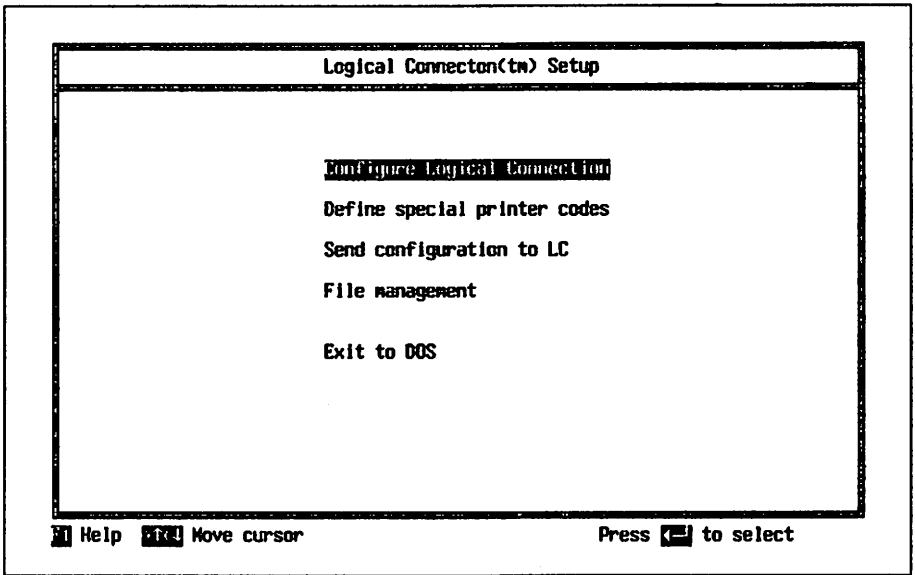 Logical Connecton(tm) Setup
Configure Logical Connection
Define special printer codes
Send configuration to LC
File management
Exit to DOS
F1 Help ↑↓ Move cursor Press ↵ to select